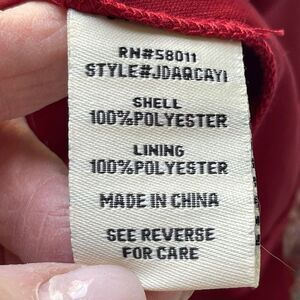 RN#58011
STYLE#JDAQCAYI
SHELL
100%POLYESTER
LINING
100%POLYESTER
MADE IN CHINA
SEE REVERSE
FOR CARE